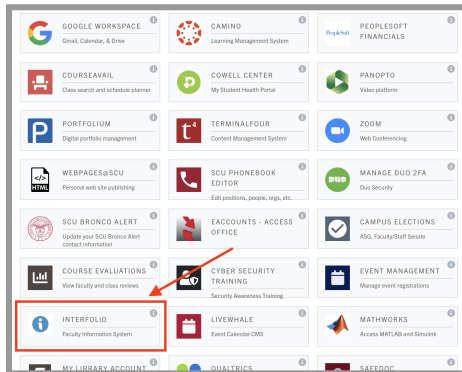 GOOGLE WORKSPACE
Gmail, Calendar, & Drive
CAMINO
Learning Management System
PeopleSoft
PEOPLESOFT
FINANCIALS
COURSEAVAIL
Class search and schedule planner
COWELL CENTER
My Student Health Portal
PANOPTO
Video platform
P
PORTFOLIUM
Digital portfolio management
t4
TERMINALFOUR
Content Management System
ZOOM
Web Conferencing
</>
HTML
WEBPAGES@SCU
Personal web site publishing
SCU PHONEBOOK
EDITOR
Edit positions, people, orgs, etc.
DUO
MANAGE DUO 2FA
Duo Security
SCU BRONCO ALERT
Update your SCU Bronco Alert
contact information
EACCOUNTS - ACCESS
OFFICE
CAMPUS ELECTIONS
ASG, Faculty/Staff Senate
COURSE EVALUATIONS
View faculty and class reviews
CYBER SECURITY
TRAINING
Security Awareness Training
EVENT MANAGEMENT
Manage event registrations
INTERFOLIO
Faculty Information System
LIVEWHALE
Event Calendar CMS
MATHWORKS
Access MATLAB and Simulink
MY LIBRARY ACCOUNT
QUALTRICS
SAFEDOC